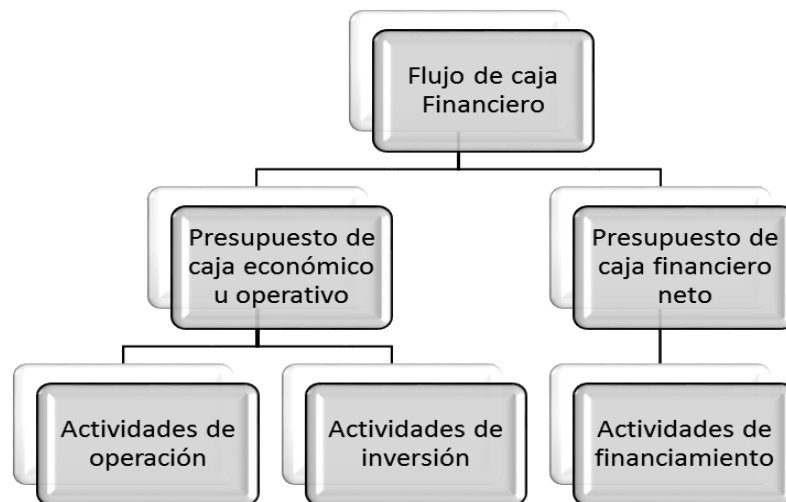 Flujo de caja
Financiero
Presupuesto de
caja económico
u operativo
Presupuesto de
caja financiero
neto
Actividades de
operación
Actividades de
inversión
Actividades de
financiamiento